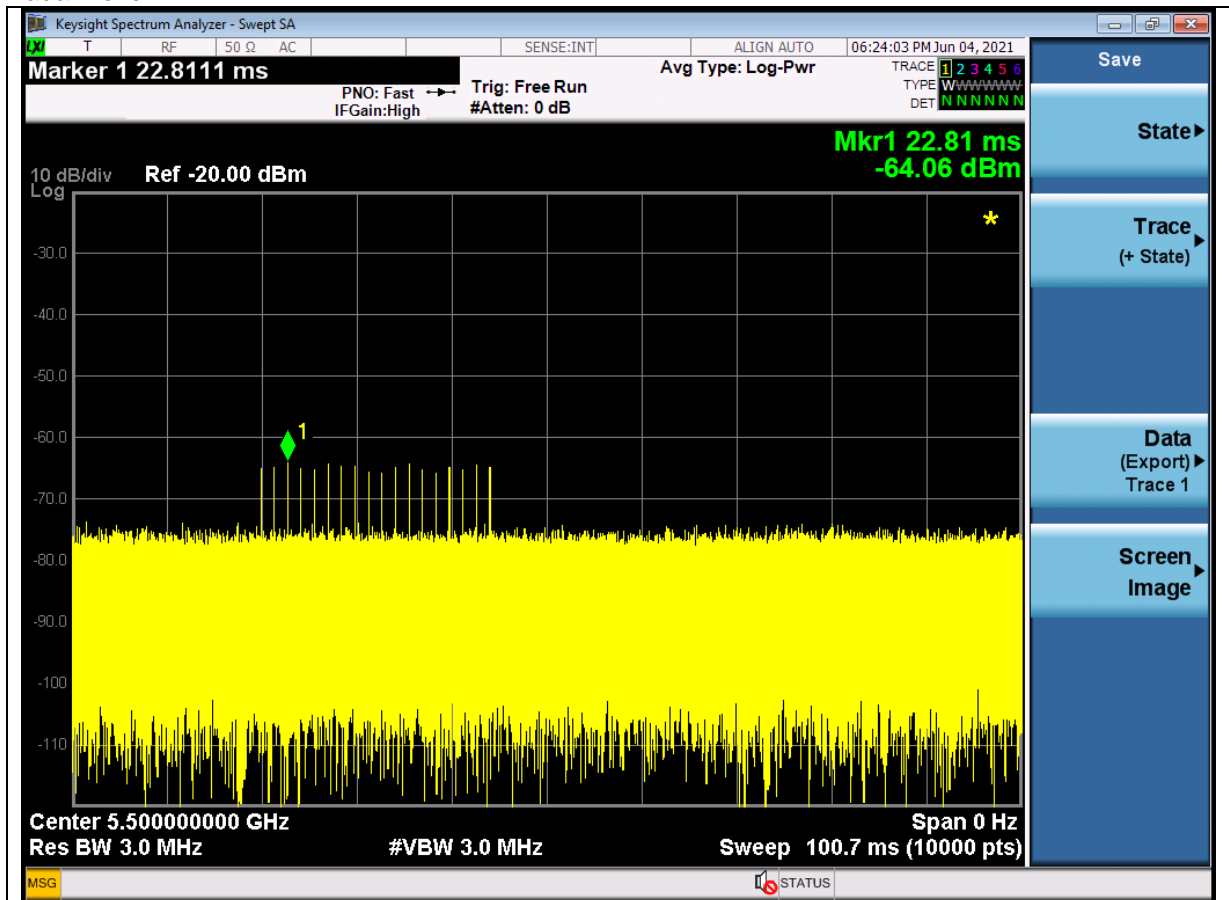 Keysight Spectrum Analyzer - Swept SA
LXI T RF 50 Ω AC SENSE:INT ALIGN AUTO 06:24:03 PM Jun 04, 2021
Marker 1 22.8111 ms
PNO: Fast
IFGain:High
Trig: Free Run
#Atten: 0 dB
Avg Type: Log-Pwr
TRACE 1 2 3 4 5 6
TYPE WWWWWW
DET N N N N N N
Mkr1 22.81 ms
-64.06 dBm
10 dB/div Ref -20.00 dBm
Log
*
-30.0
-40.0
-50.0
-60.0
1
-70.0
-80.0
-90.0
-100
-110
Center 5.500000000 GHz Span 0 Hz
Res BW 3.0 MHz #VBW 3.0 MHz Sweep 100.7 ms (10000 pts)
MSG STATUS
Save
State
Trace
(+ State)
Data
(Export)
Trace 1
Screen
Image